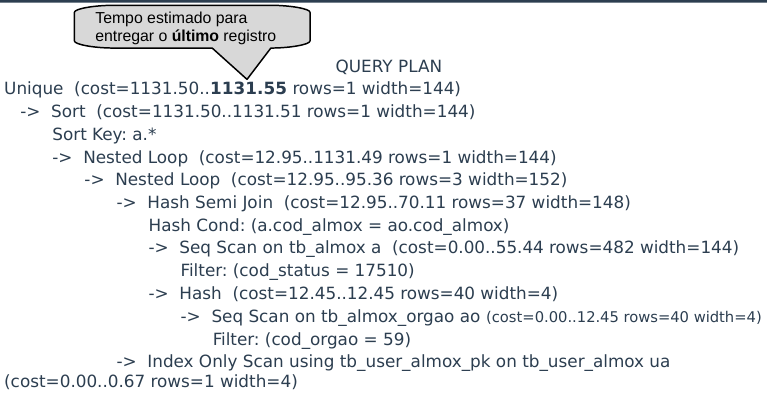 Tempo estimado para
entregar o último registro
QUERY PLAN
Unique (cost=1131.50..1131.55 rows=1 width=144)
-> Sort (cost=1131.50..1131.51 rows=1 width=144)
Sort Key: a.*
-> Nested Loop (cost=12.95..1131.49 rows=1 width=144)
-> Nested Loop (cost=12.95..95.36 rows=3 width=152)
-> Hash Semi Join (cost=12.95..70.11 rows=37 width=148)
Hash Cond: (a.cod_almox = ao.cod_almox)
-> Seq Scan on tb_almox a (cost=0.00..55.44 rows=482 width=144)
Filter: (cod_status = 17510)
-> Hash (cost=12.45..12.45 rows=40 width=4)
-> Seq Scan on tb_almox_orgao ao (cost=0.00..12.45 rows=40 width=4)
Filter: (cod_orgao = 59)
-> Index Only Scan using tb_user_almox_pk on tb_user_almox ua
(cost=0.00..0.67 rows=1 width=4)